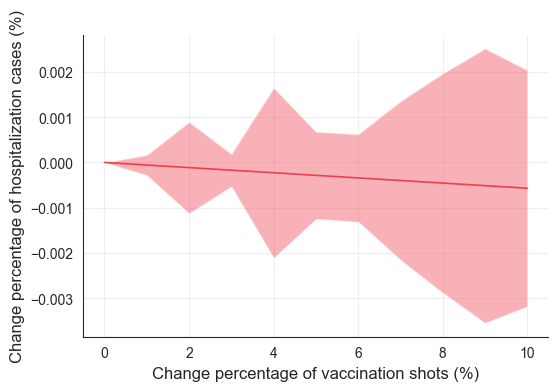 Change percentage of hospitalization cases (%)
0.002
0.001
0.000
−0.001
−0.002
−0.003
0 2 4 6 8 10
Change percentage of vaccination shots (%)